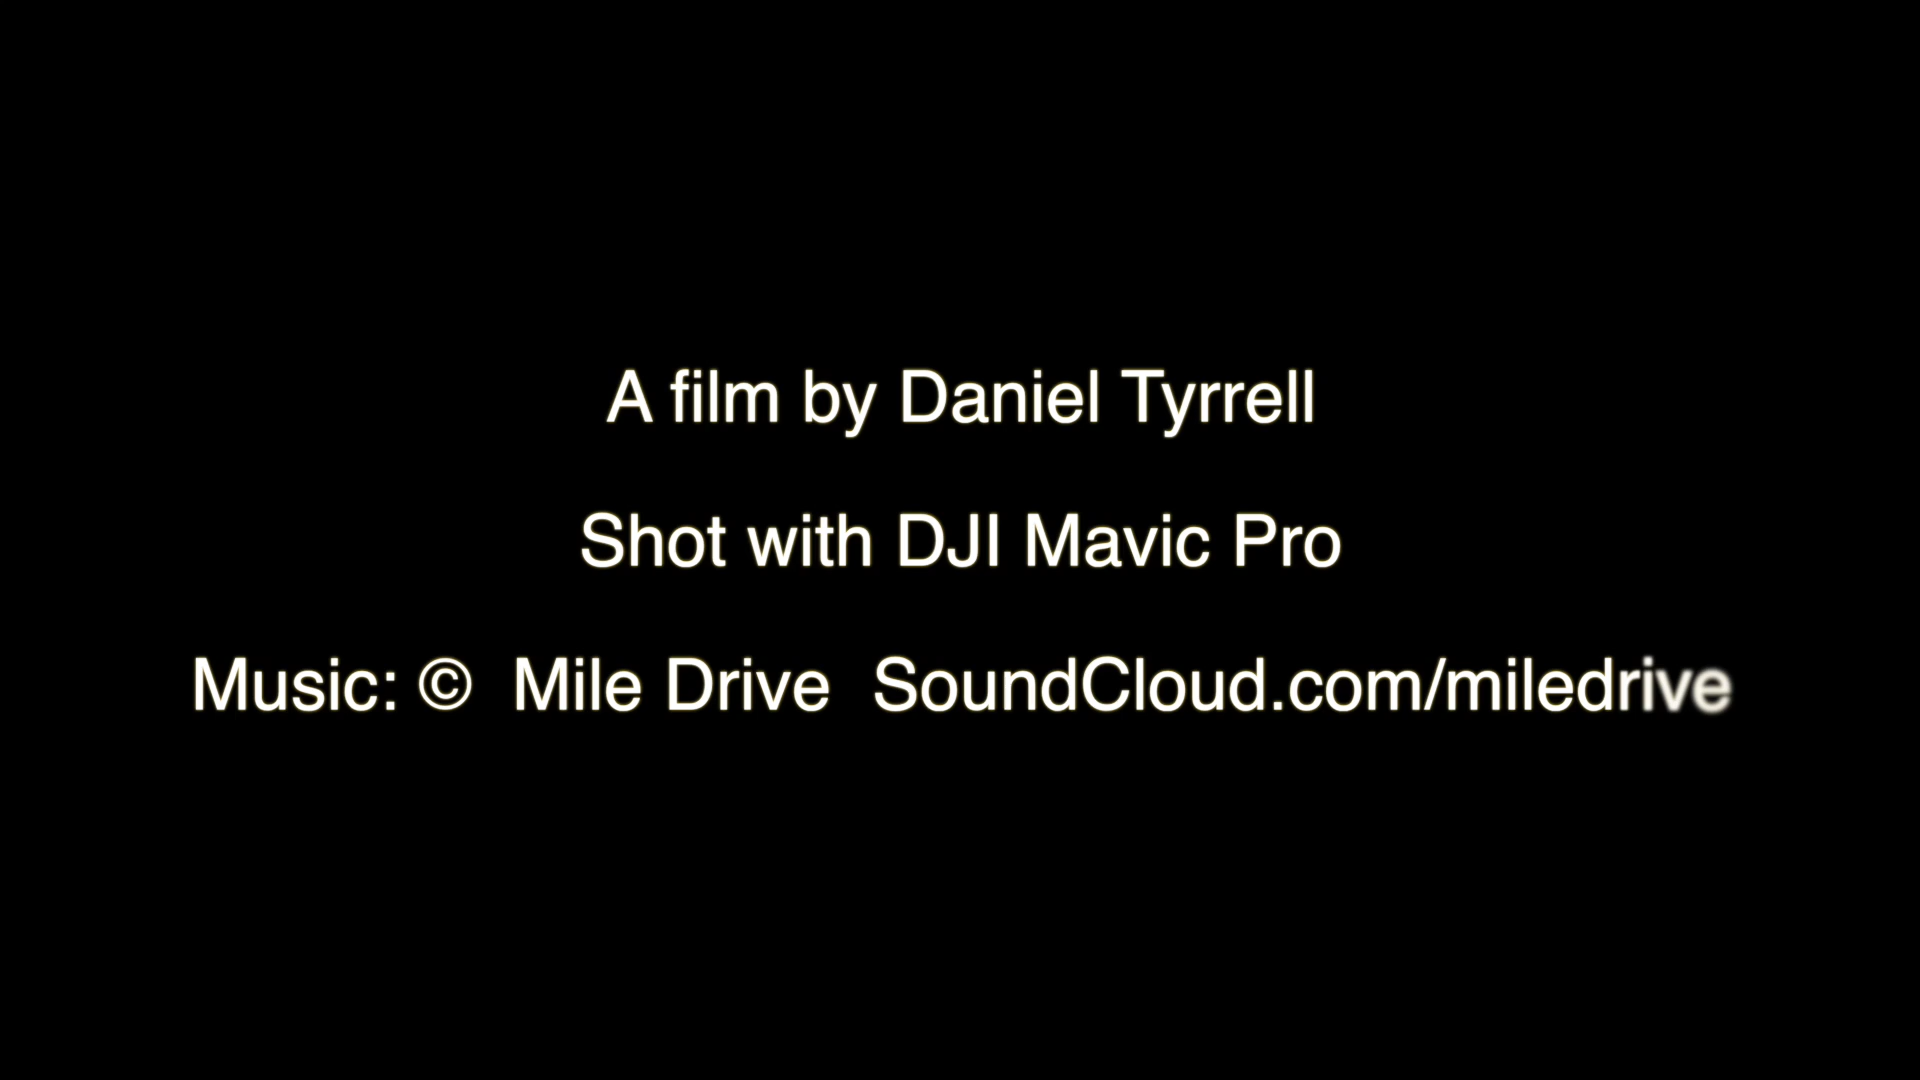 A film by Daniel Tyrrell
Shot with DJI Mavic Pro
Music: © Mile Drive SoundCloud.com/miledrive